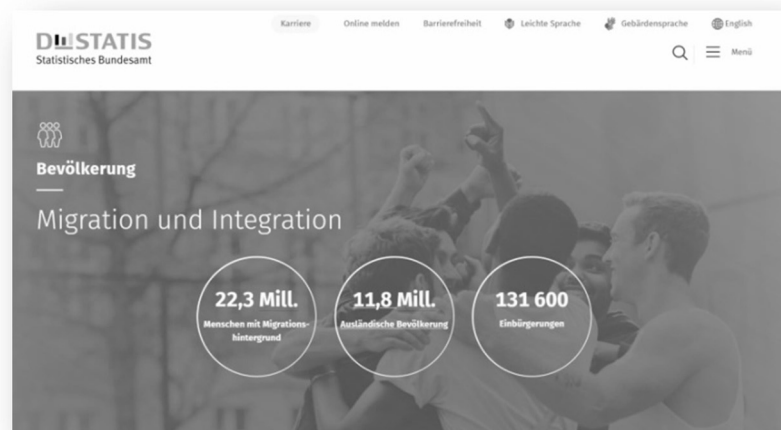 Karriere Online melden Barrierefreiheit Leichte Sprache Gebärdensprache English
DESTATIS
Statistisches Bundesamt
Menü
Bevölkerung
Migration und Integration
22,3 Mill. 11,8 Mill. 131 600
Menschen mit Migrations- Ausländische Bevölkerung Einbürgerungen
hintergrund